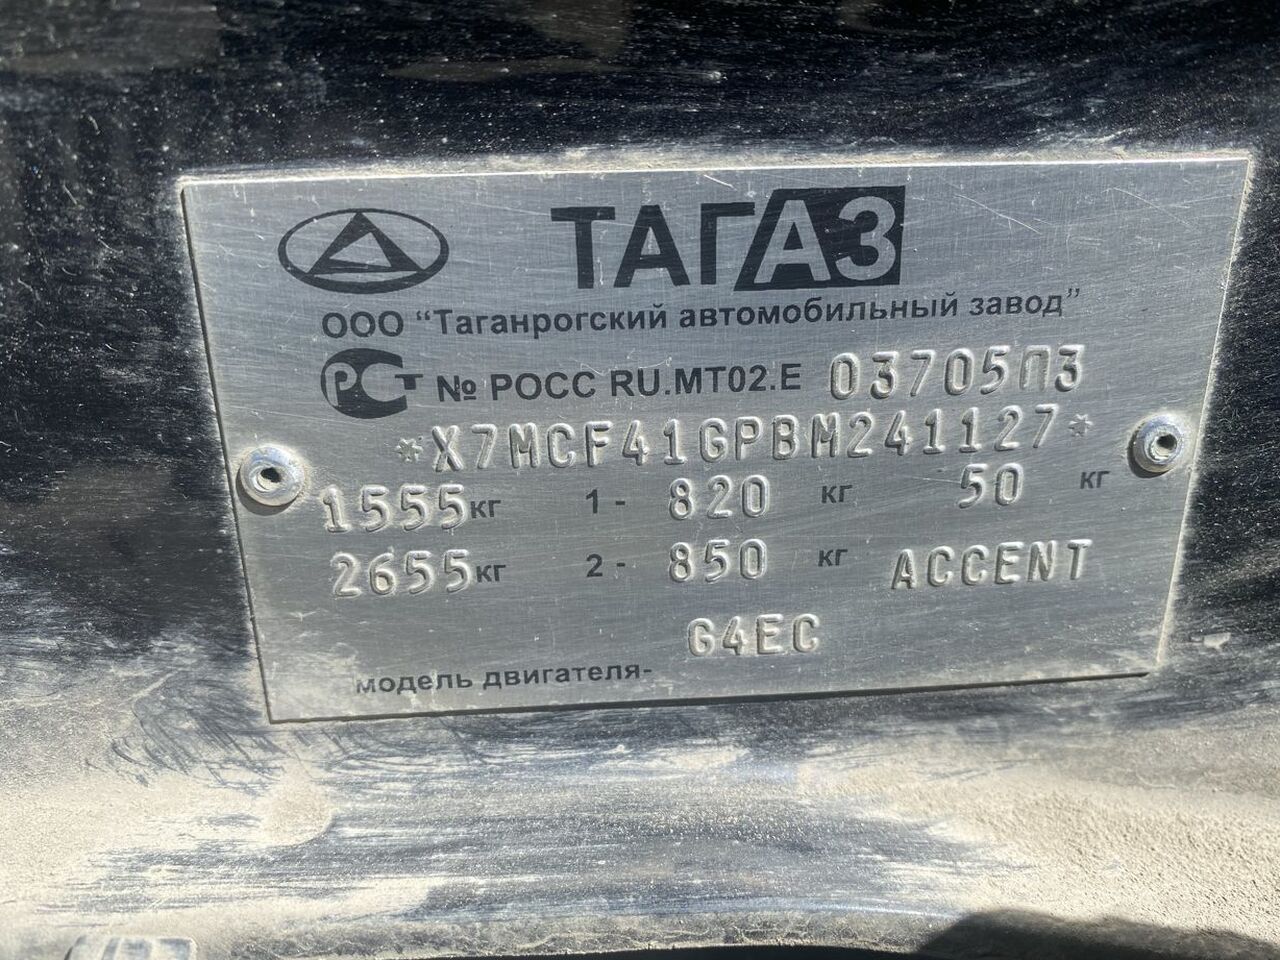 ТАГАЗ
ООО "Таганрогский автомобильный завод"
РСТ № РОСС RU.МТ02.Е 03705П3
*X7MCF41GPBM241127*
1555кг 1- 820 кг 50 кг
2655кг 2- 850 кг ACCENT
G4EC
модель двигателя-